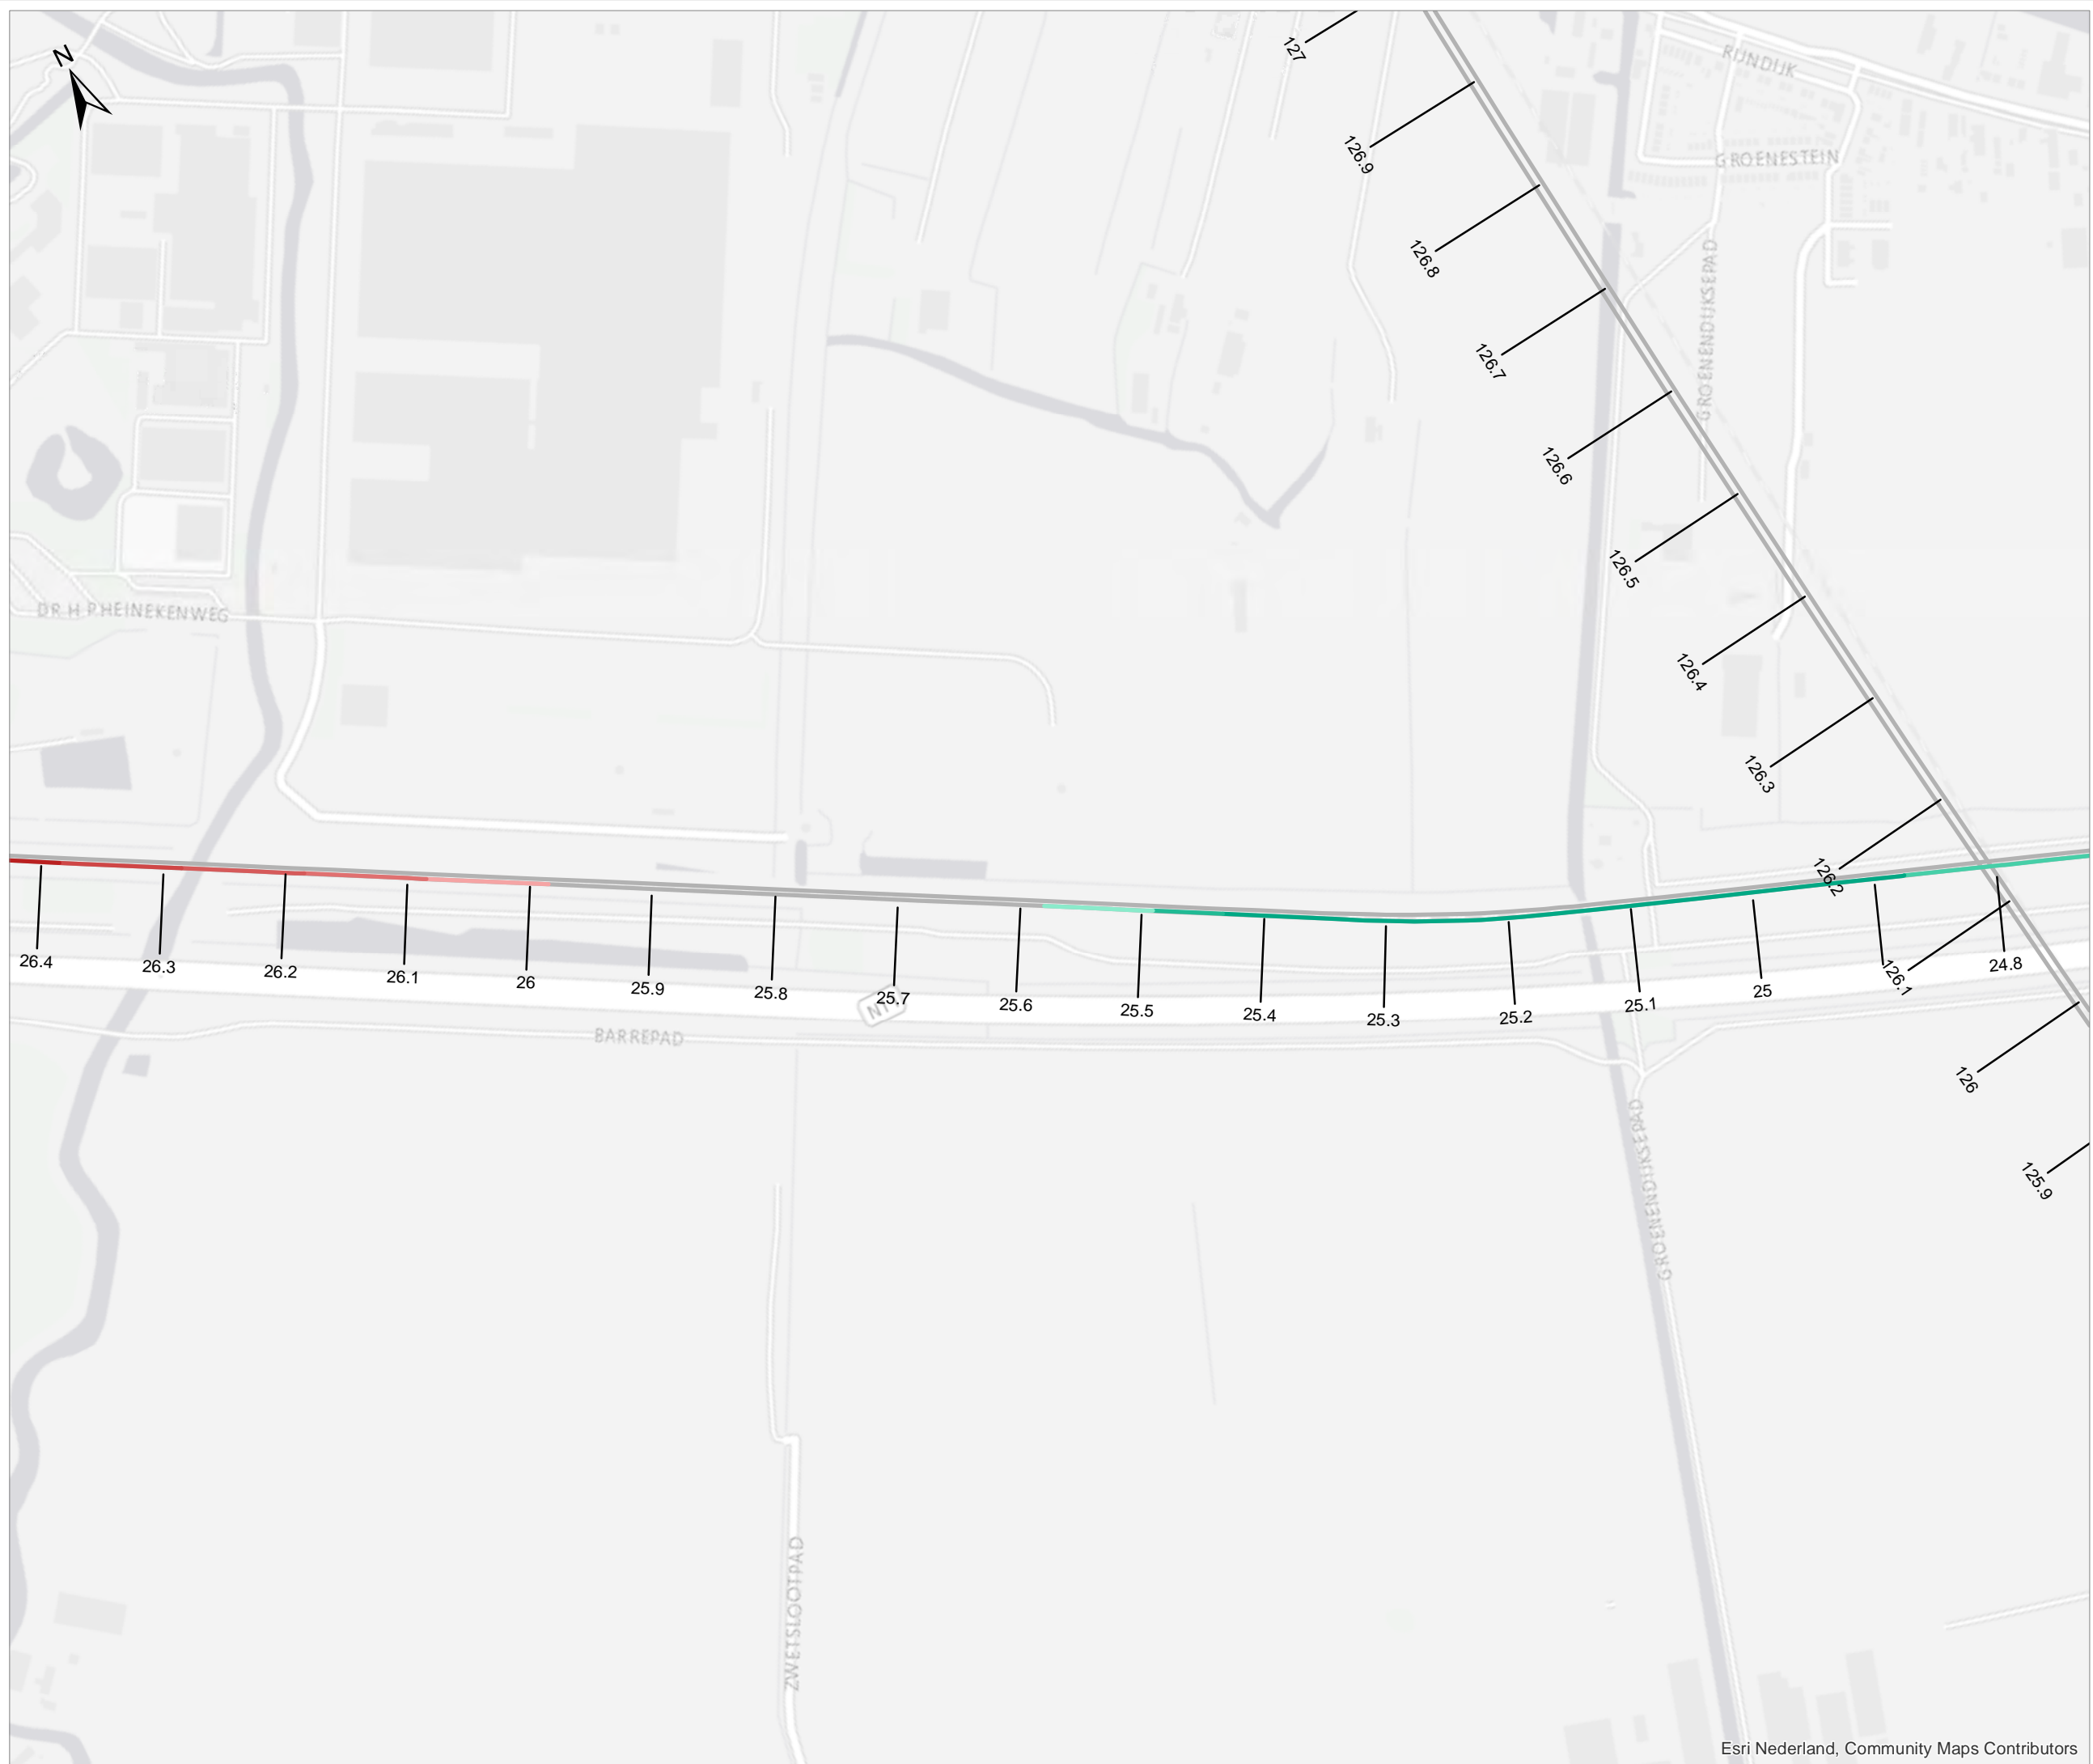 N
127
RIJNDIJK
126.9
GROENESTEIN
126.8
GROENENDIJKSEPAD
126.7
126.6
126.5
DR H P HEINEKENWEG
126.4
126.3
126.2
26.4
26.3
26.2
26.1
26
25.9
25.8
25.7
25.6
25.5
25.4
25.3
25.2
25.1
25
126.1
24.8
N11
BARREPAD
126
GROENENDIJKSEPAD
125.9
ZWETSLOOTPAD
Esri Nederland, Community Maps Contributors